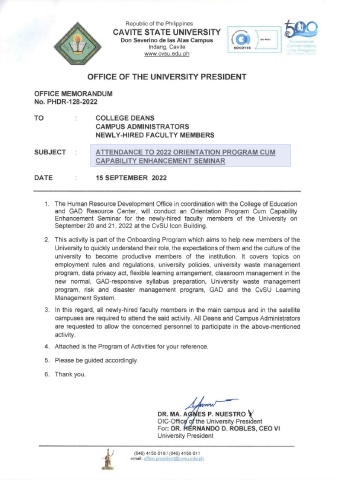 Republic of the Philippines
CAVITE STATE UNIVERSITY
Don Severino de las Alas Campus
Indang, Cavite
www.cvsu.edu.ph
OFFICE OF THE UNIVERSITY PRESIDENT
OFFICE MEMORANDUM
No. PHDR-128-2022
TO : COLLEGE DEANS
CAMPUS ADMINISTRATORS
NEWLY-HIRED FACULTY MEMBERS
SUBJECT : ATTENDANCE TO 2022 ORIENTATION PROGRAM CUM
CAPABILITY ENHANCEMENT SEMINAR
DATE : 15 SEPTEMBER 2022
1. The Human Resource Development Office in coordination with the College of Education
and GAD Resource Center, will conduct an Orientation Program Cum Capability
Enhancement Seminar for the newly-hired faculty members of the University on
September 20 and 21, 2022 at the CvSU Icon Building.
2. This activity is part of the Onboarding Program which aims to help new members of the
University to quickly understand their role, the expectations of them and the culture of the
university to become productive members of the institution. It covers topics on
employment rules and regulations, university policies, university waste management
program, data privacy act, flexible learning arrangement, classroom management in the
new normal, GAD-responsive syllabus preparation, University waste management
program, risk and disaster management program, GAD and the CvSU Learning
Management System.
3. In this regard, all newly-hired faculty members in the main campus and in the satellite
campuses are required to attend the said activity. All Deans and Campus Administrators
are requested to allow the concerned personnel to participate in the above-mentioned
activity.
4. Attached is the Program of Activities for your reference.
5. Please be guided accordingly.
6. Thank you.
DR. MA. AGNES P. NUESTRO
OIC-Office of the University President
For: DR. HERNANDO D. ROBLES, CEO VI
University President
(046) 4150-010 / (046) 4150-011
email: office.president@cvsu.edu.ph